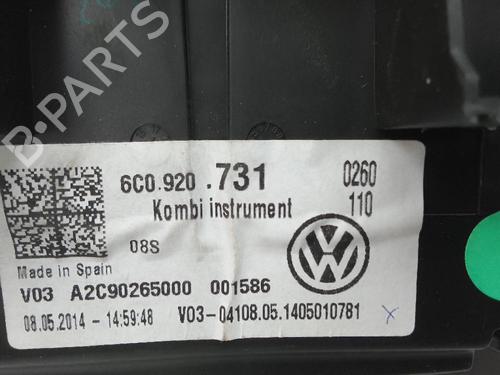 B-PARTS
6C0.920 .731 0260
Kombi instrument 110
08S
Made in Spain
V03 A2C90265000 001586
08.05.2014 - 14:59:48 V03-04108.05.1405010781